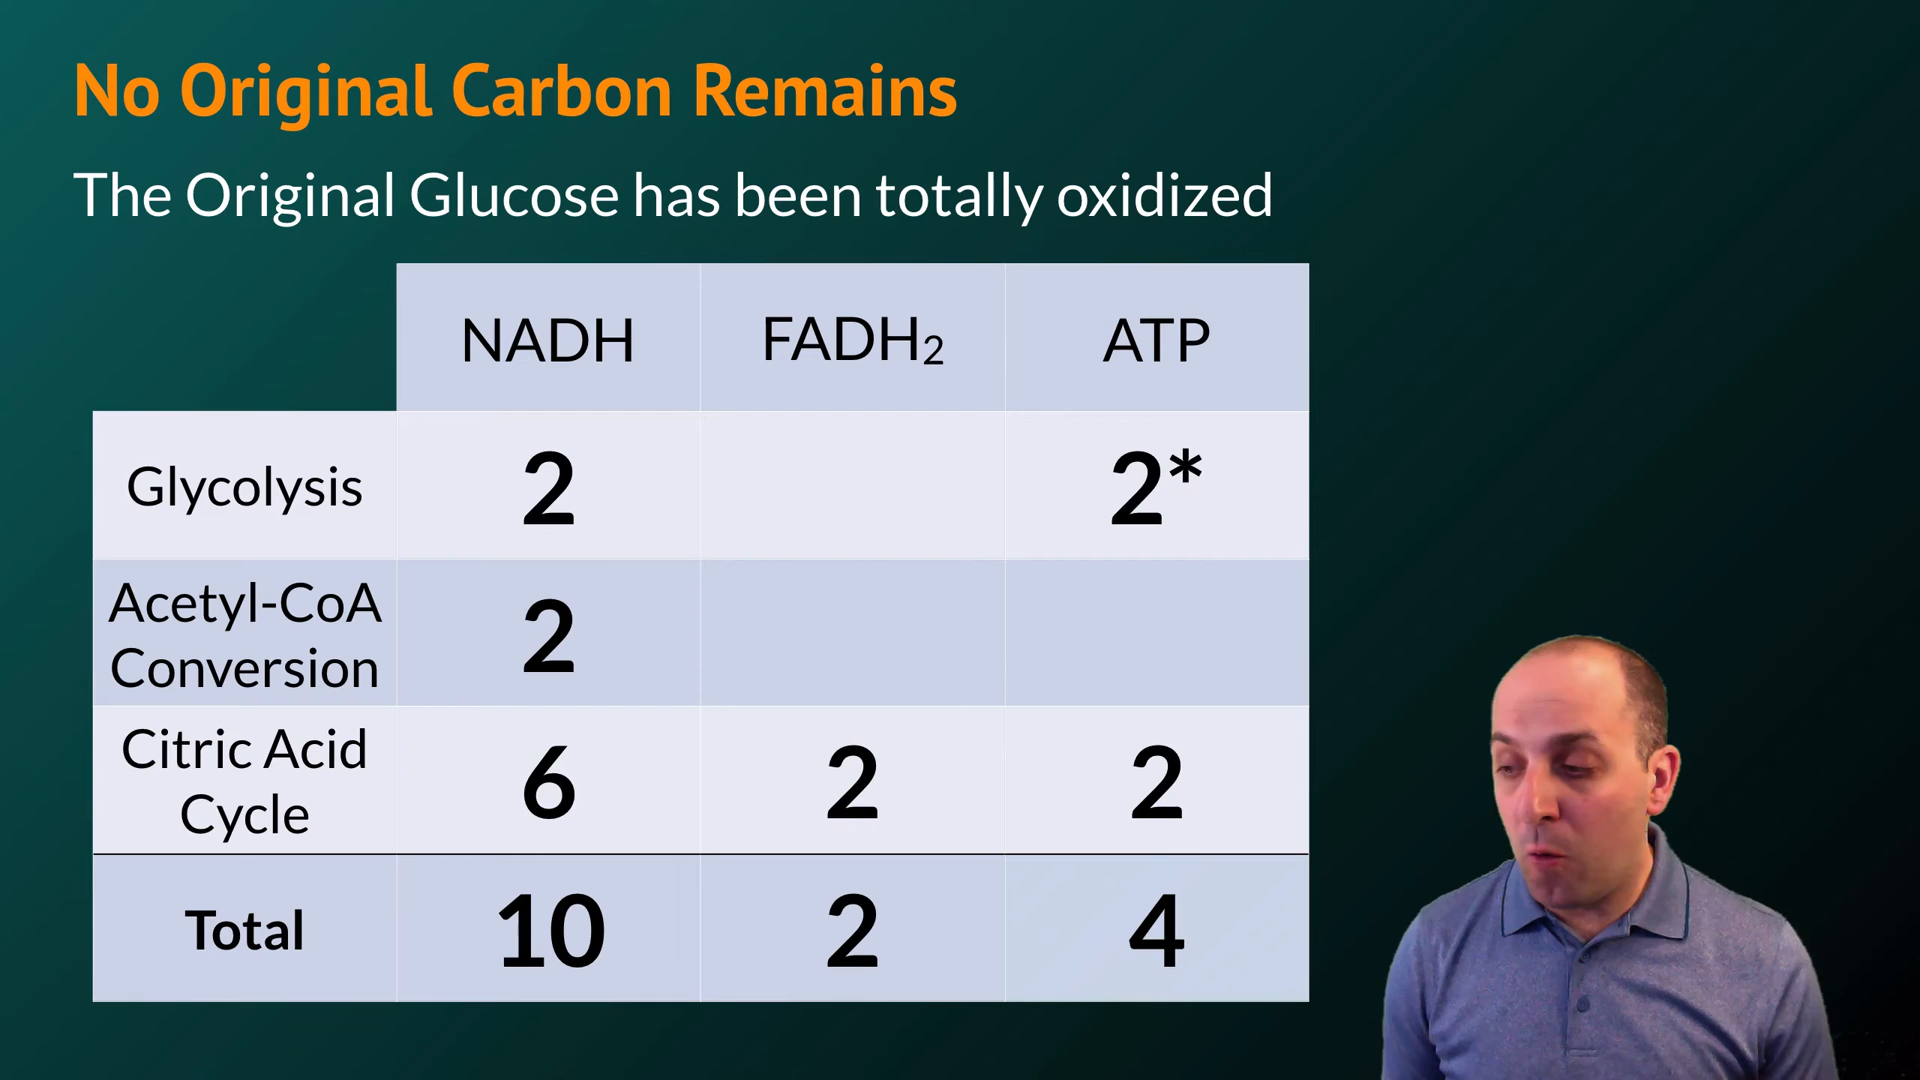 No Original Carbon Remains
The Original Glucose has been totally oxidized
NADH FADH₂ ATP
Glycolysis 2 2*
Acetyl-CoA
Conversion 2
Citric Acid
Cycle 6 2 2
Total 10 2 4